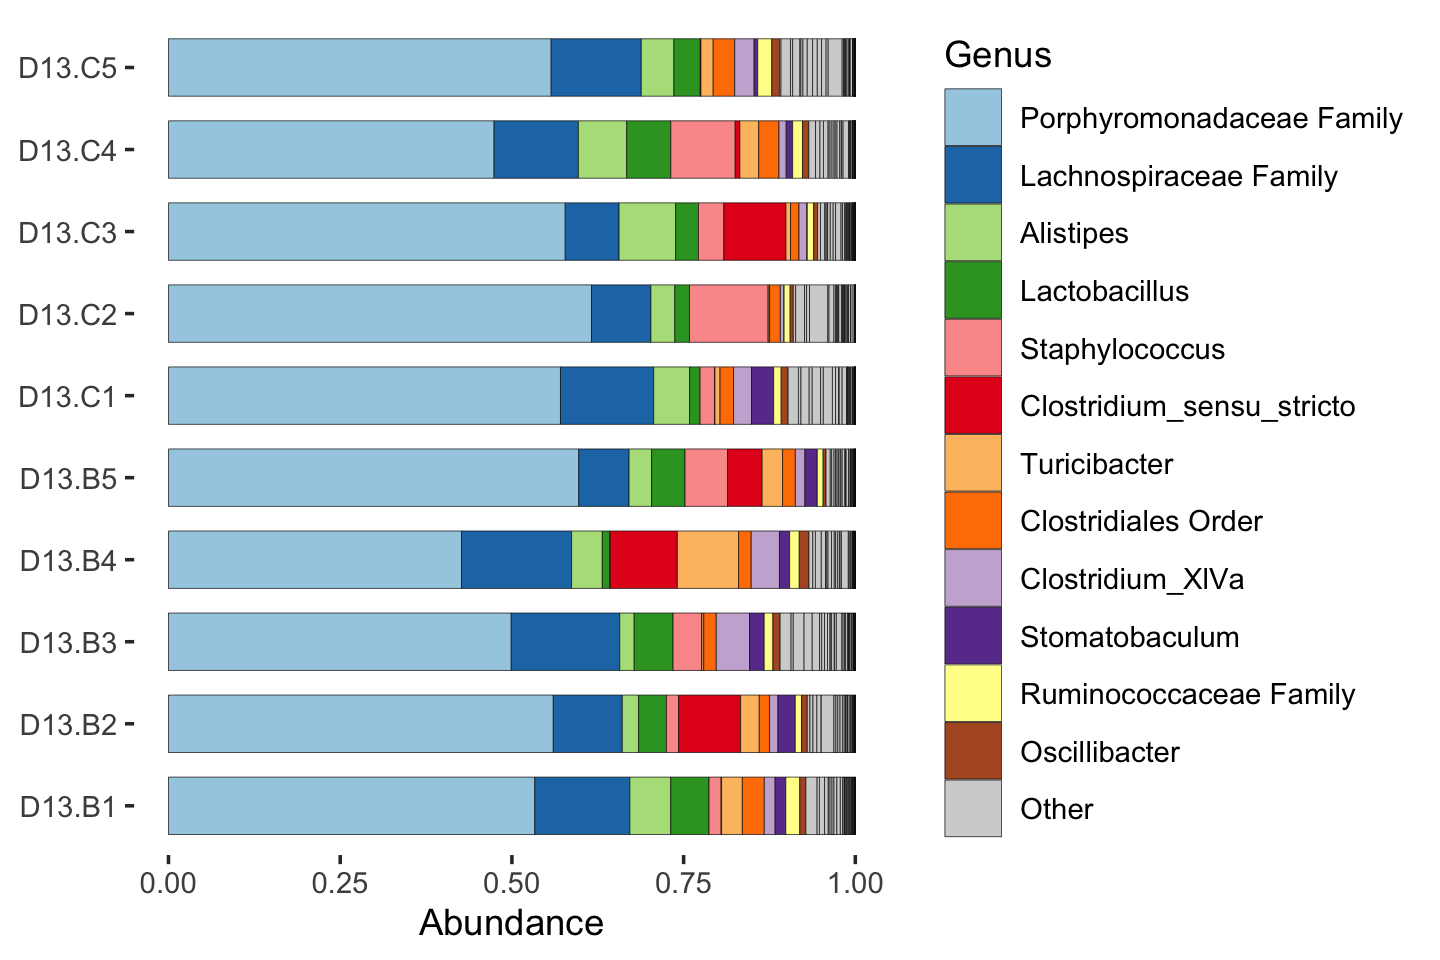 D13.C5
D13.C4
D13.C3
D13.C2
D13.C1
D13.B5
D13.B4
D13.B3
D13.B2
D13.B1
0.00 0.25 0.50 0.75 1.00
Abundance
Genus
Porphyromonadaceae Family
Lachnospiraceae Family
Alistipes
Lactobacillus
Staphylococcus
Clostridium_sensu_stricto
Turicibacter
Clostridiales Order
Clostridium_XlVa
Stomatobaculum
Ruminococcaceae Family
Oscillibacter
Other